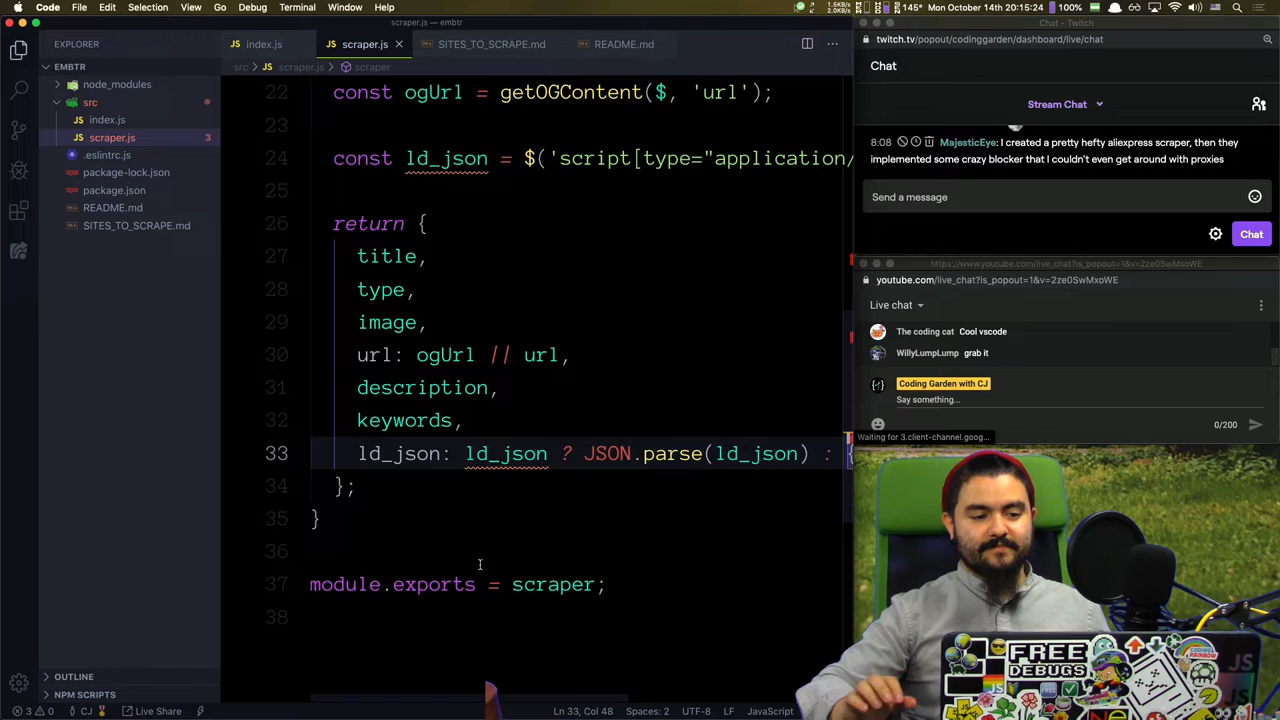 Code File Edit Selection View Go Debug Terminal Window Help
145° Mon October 14th 20:15:24
100%
scraper.js — embtr
EXPLORER
EMBTR
node_modules
src
JS index.js
JS scraper.js 3
.eslintrc.js
package-lock.json
package.json
README.md
SITES_TO_SCRAPE.md
OUTLINE
NPM SCRIPTS
JS index.js
JS scraper.js
SITES_TO_SCRAPE.md
README.md
src › JS scraper.js › scraper
22 const ogUrl = getOGContent($, 'url');
23
24 const ld_json = $('script[type="application/
25
26 return {
27 title,
28 type,
29 image,
30 url: ogUrl || url,
31 description,
32 keywords,
33 ld_json: ld_json ? JSON.parse(ld_json) : {
34 };
35 }
36
37 module.exports = scraper;
38
3 0 CJ Live Share
Ln 33, Col 48 Spaces: 2 UTF-8 LF JavaScript
Chat - Twitch
twitch.tv/popout/codinggarden/dashboard/live/chat
Chat
Stream Chat
8:08 MajesticEye: I created a pretty hefty aliexpress scraper, then they
implemented some crazy blocker that I couldn't even get around with proxies
Send a message
Chat
https://www.youtube.com/live_chat?is_popout=1&v=2ze0SwMxoWE
youtube.com/live_chat?is_popout=1&v=2ze0SwMxoWE
Live chat
The coding cat Cool vscode
WillyLumpLump grab it
Coding Garden with CJ
Say something...
0/200
Waiting for 3.client-channel.goog...
FREE
DEBUGS
JS